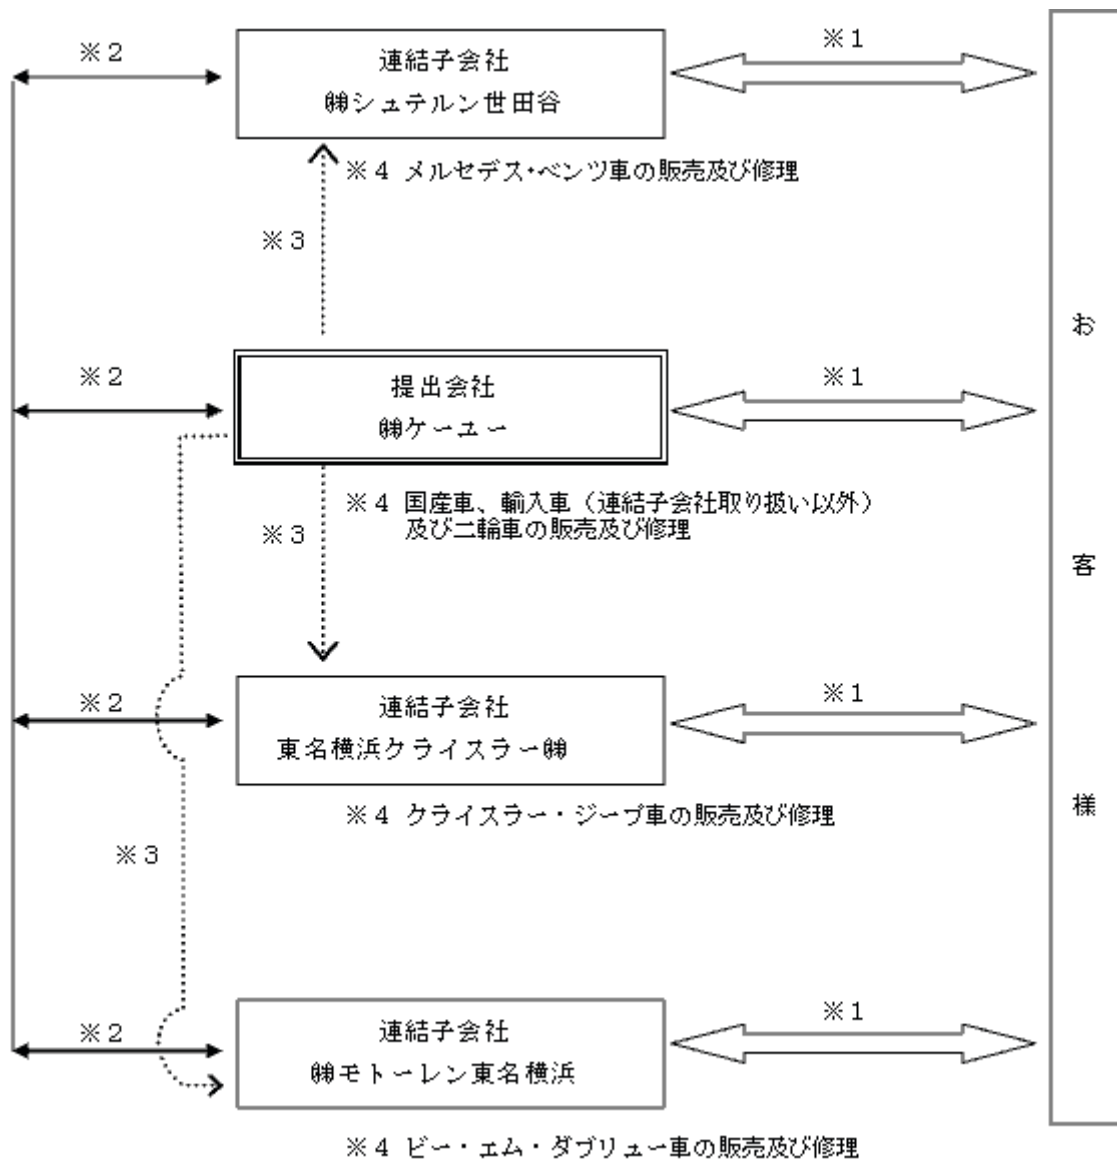 ※2
連結子会社
㈱シュテルン世田谷
※1
※4 メルセデス・ベンツ車の販売及び修理
※3
※2
提出会社
㈱ケーユー
※1
※4 国産車、輸入車（連結子会社取り扱い以外）
及び二輪車の販売及び修理
※3
※2
連結子会社
東名横浜クライスラー㈱
※1
※4 クライスラー・ジープ車の販売及び修理
※3
※2
連結子会社
㈱モトーレン東名横浜
※1
※4 ビー・エム・ダブリュー車の販売及び修理
お
客
様